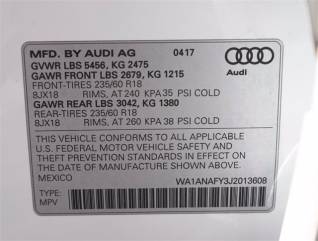 MFD. BY AUDI AG 0417
GVWR LBS 5456, KG 2475
GAWR FRONT LBS 2679, KG 1215
FRONT-TIRES 235/60 R18
8JX18 RIMS, AT 240 KPA 35 PSI COLD
GAWR REAR LBS 3042, KG 1380
REAR-TIRES 235/60 R18
8JX18 RIMS, AT 260 KPA 38 PSI COLD
Audi
THIS VEHICLE CONFORMS TO ALL APPLICABLE
U.S. FEDERAL MOTOR VEHICLE SAFETY
AND THEFT PREVENTION STANDARDS IN EFFECT ON
THE DATE OF MANUFACTURE SHOWN ABOVE.
MEXICO
TYPE: WA1ANAFY3J2013608
MPV